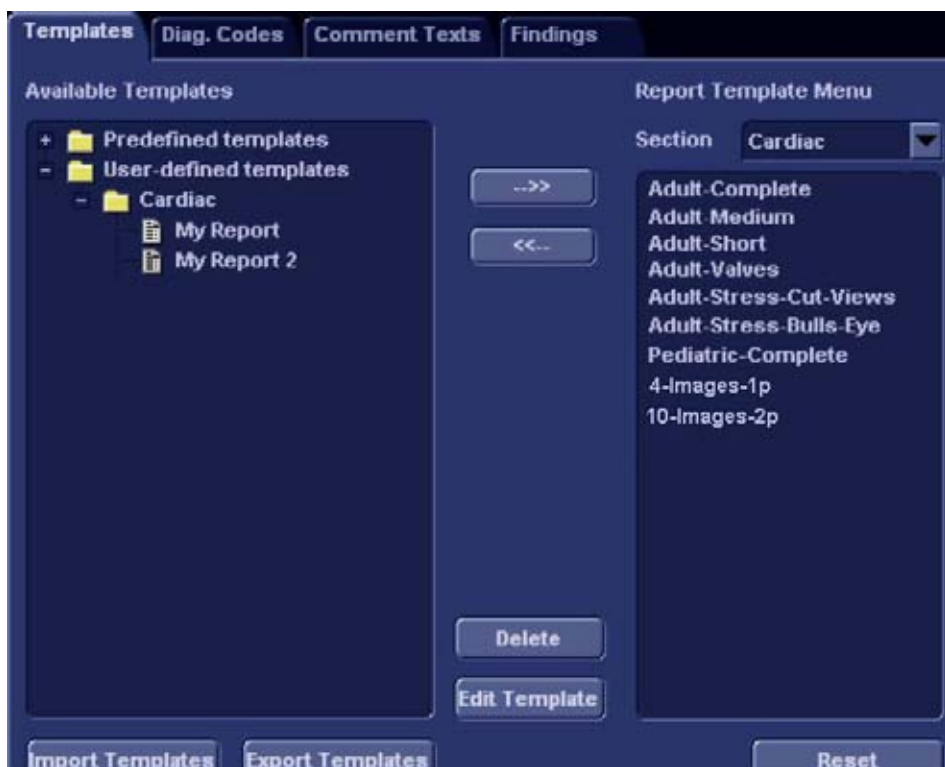 Templates
Diag. Codes
Comment Texts
Findings
Available Templates
+ Predefined templates
- User-defined templates
- Cardiac
My Report
My Report 2
-->>
<<--
Delete
Edit Template
Import Templates
Export Templates
Report Template Menu
Section
Cardiac
Adult-Complete
Adult-Medium
Adult-Short
Adult-Valves
Adult-Stress-Cut-Views
Adult-Stress-Bulls-Eye
Pediatric-Complete
4-Images-1p
10-Images-2p
Reset